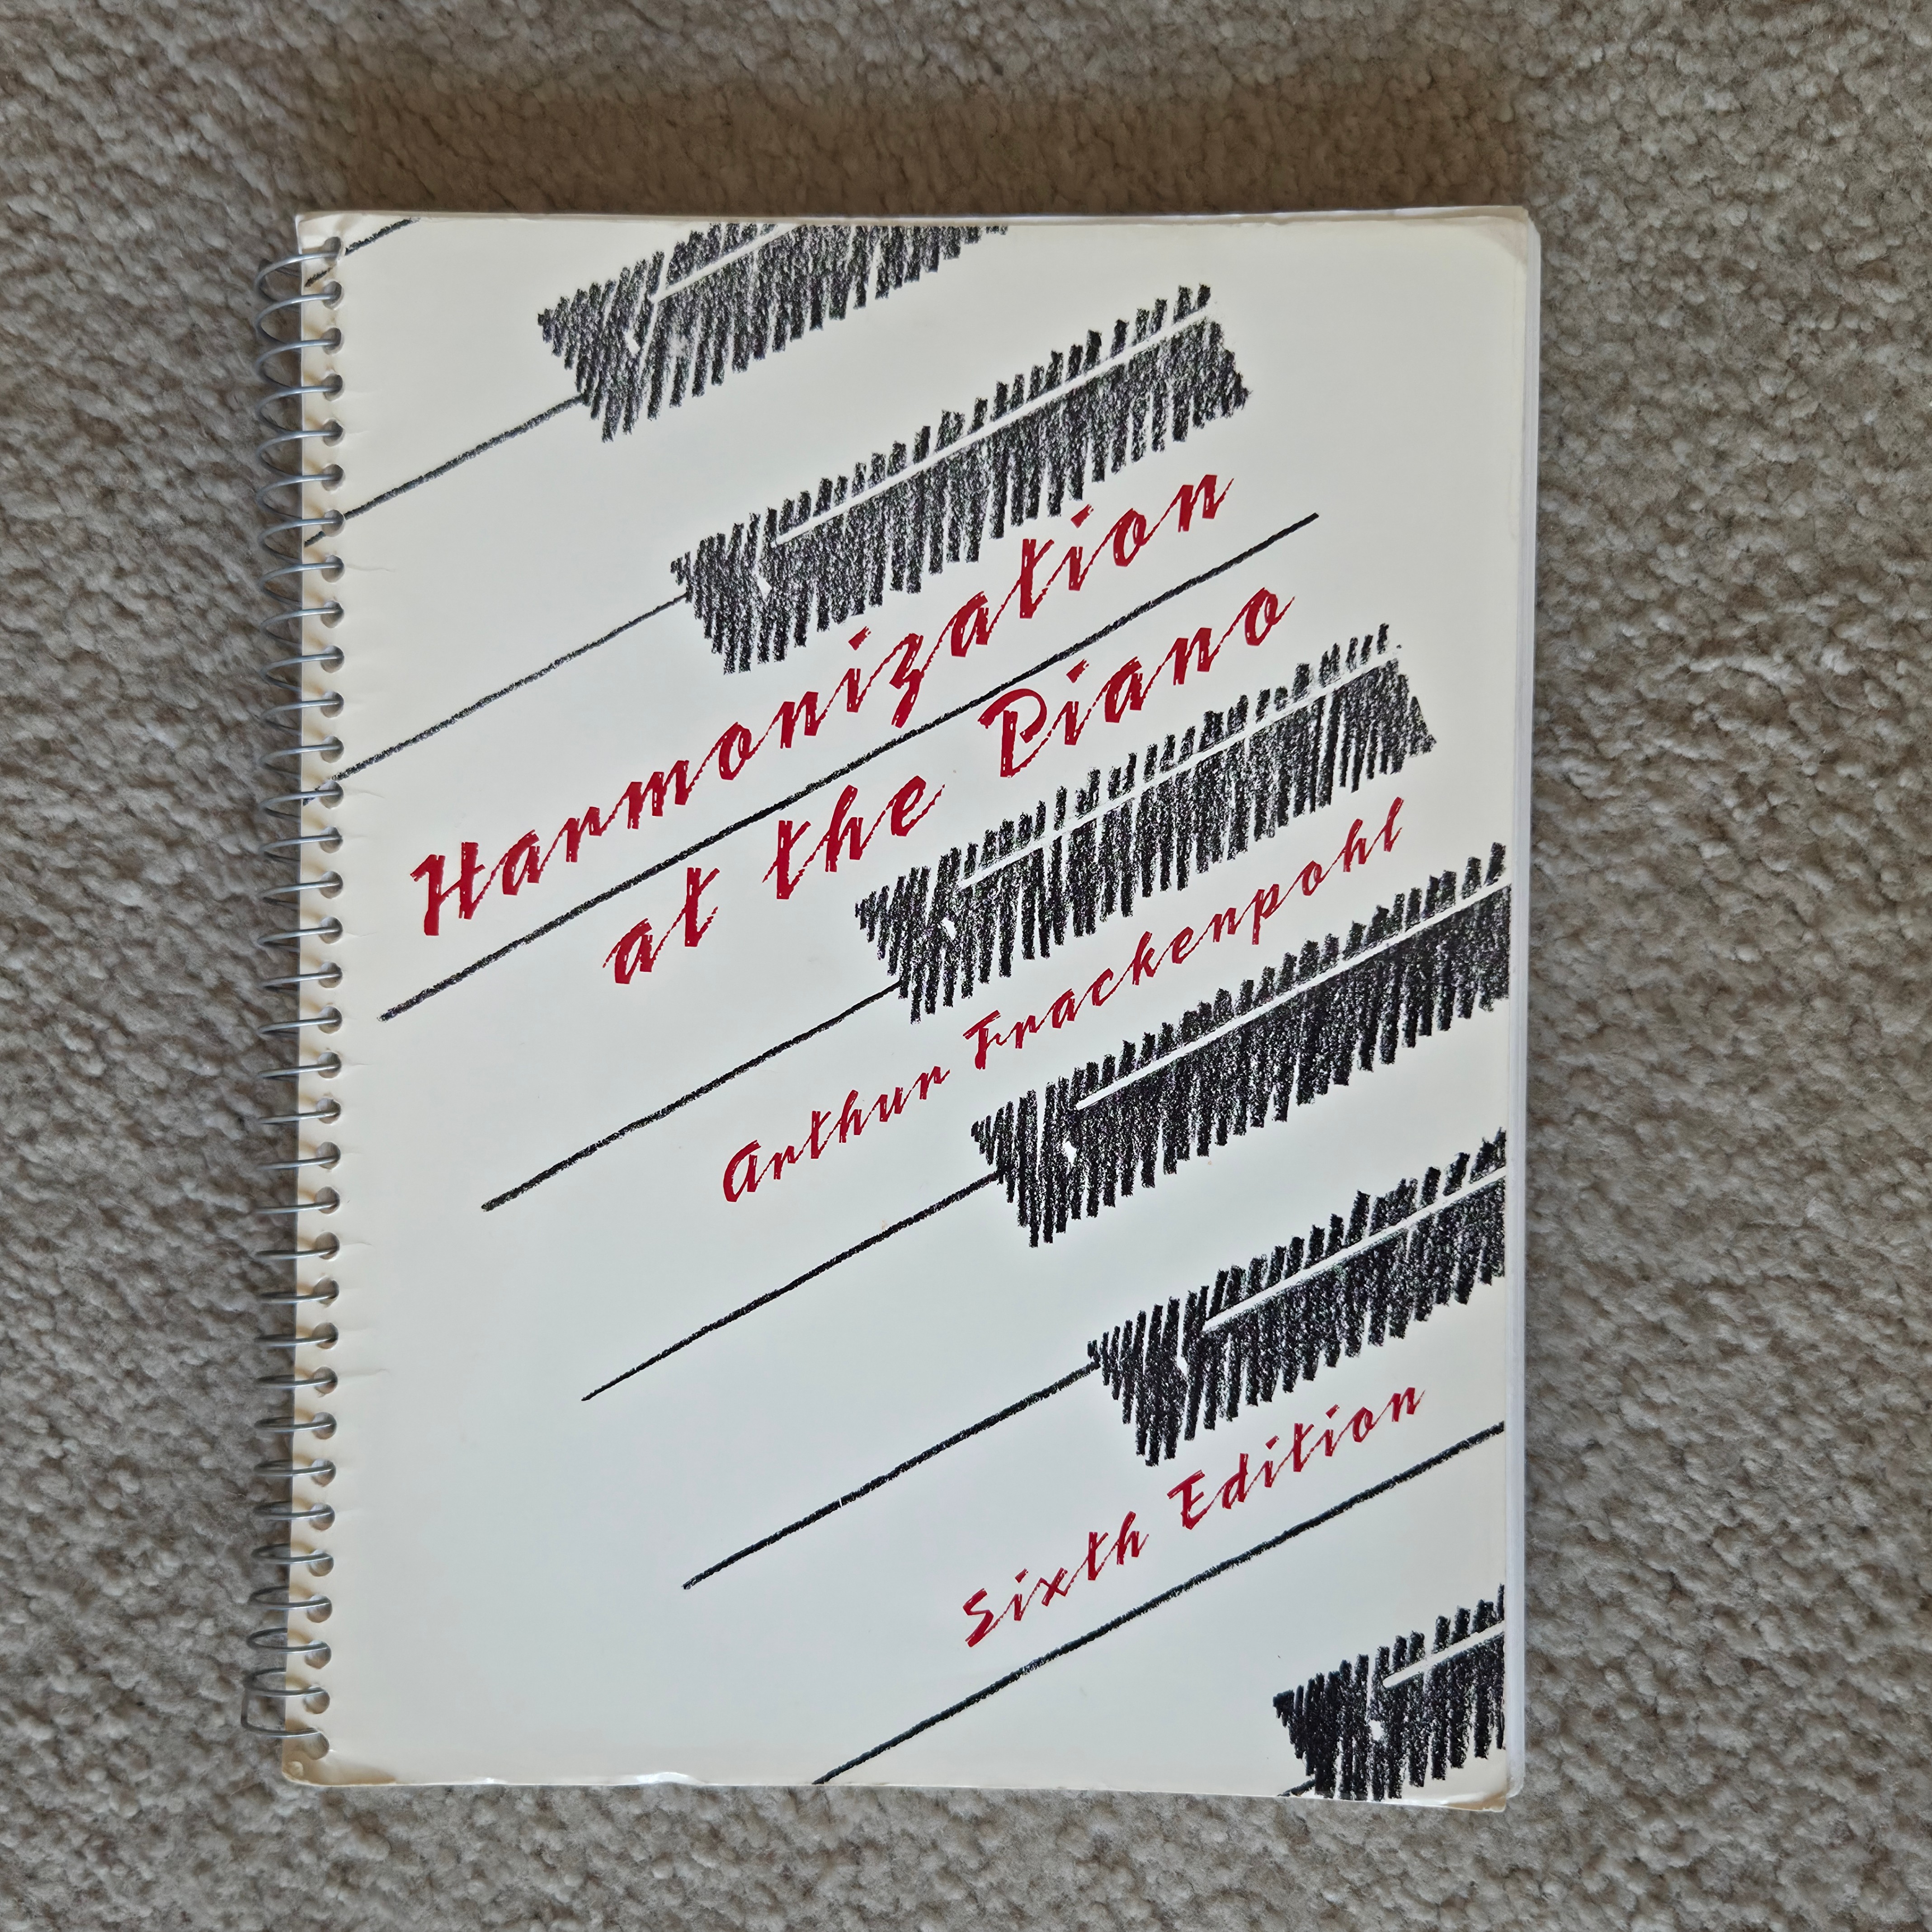 Harmonization
at the Piano
Arthur Frackenpohl
Sixth Edition